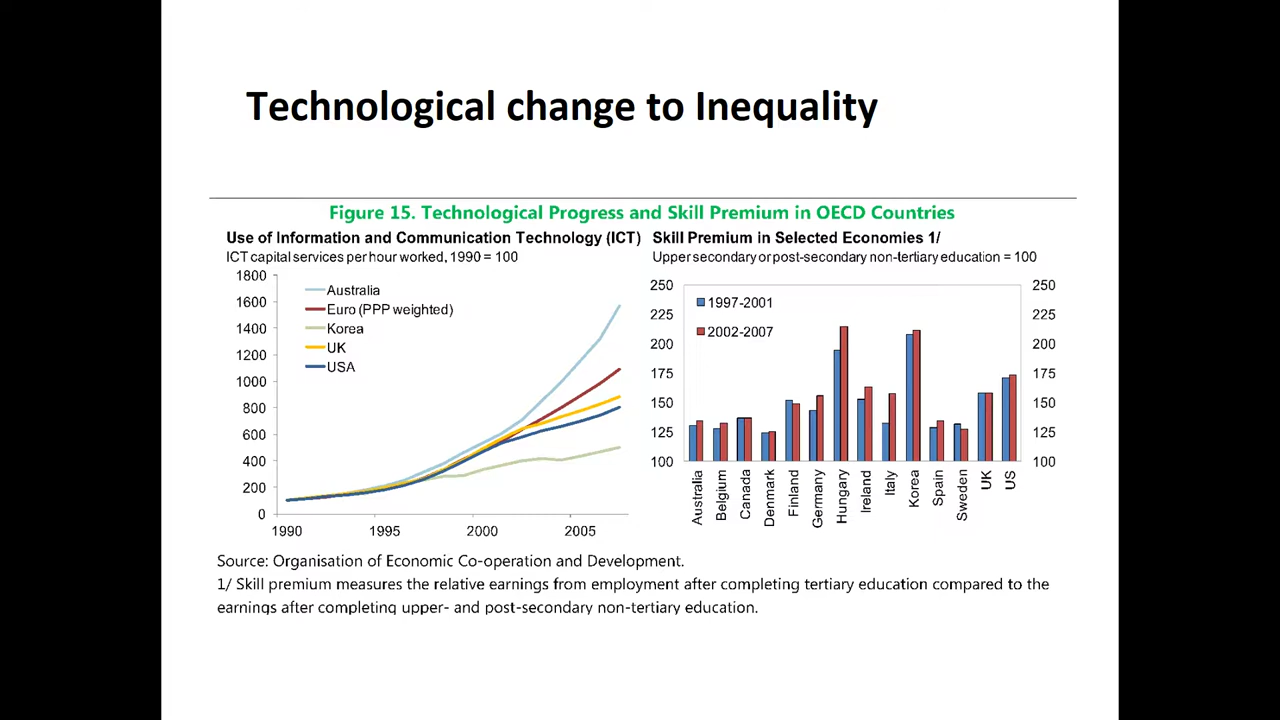 Technological change to Inequality
Figure 15. Technological Progress and Skill Premium in OECD Countries
Use of Information and Communication Technology (ICT)
ICT capital services per hour worked, 1990 = 100
1800
1600
1400
1200
1000
800
600
400
200
0
Australia
Euro (PPP weighted)
Korea
UK
USA
1990 1995 2000 2005
Skill Premium in Selected Economies 1/
Upper secondary or post-secondary non-tertiary education = 100
250
225
200
175
150
125
100
1997-2001
2002-2007
250
225
200
175
150
125
100
Australia
Belgium
Canada
Denmark
Finland
Germany
Hungary
Ireland
Italy
Korea
Spain
Sweden
UK
US
Source: Organisation of Economic Co-operation and Development.
1/ Skill premium measures the relative earnings from employment after completing tertiary education compared to the
earnings after completing upper- and post-secondary non-tertiary education.